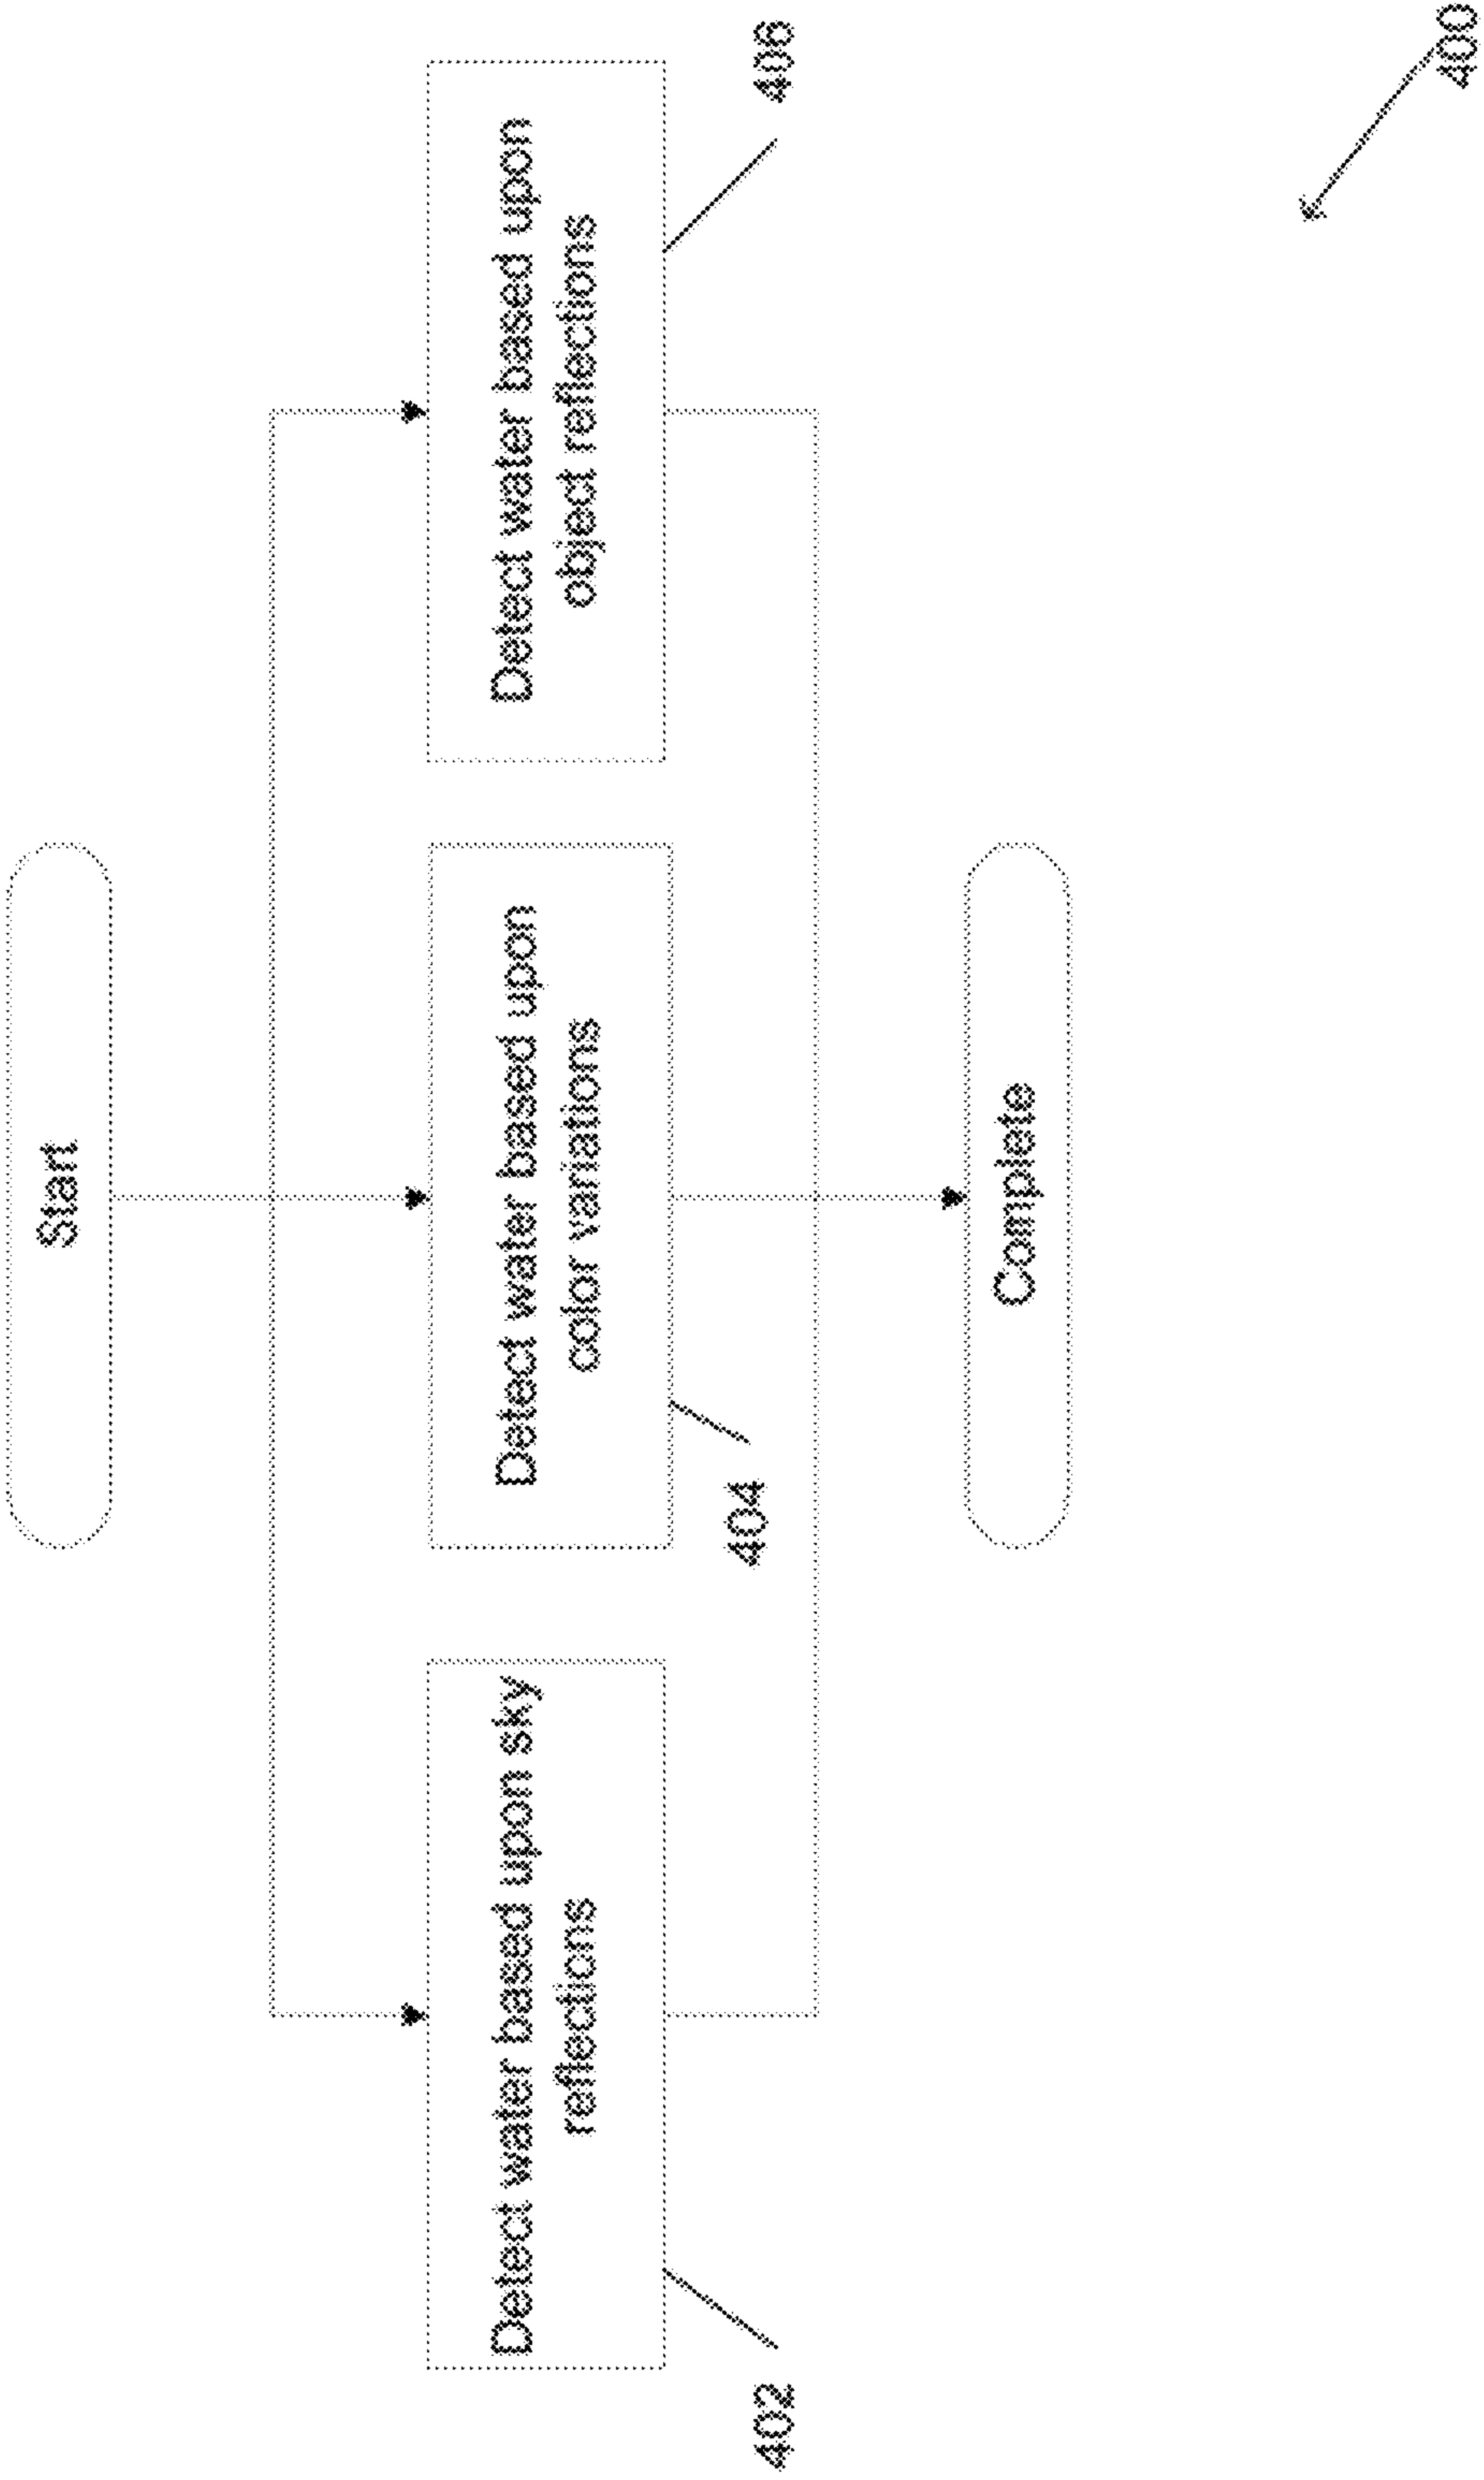 Start
Detect water based upon sky
reflections
402
Detect water based upon
color variations
404
Detect water based upon
object reflections
406
Complete
400